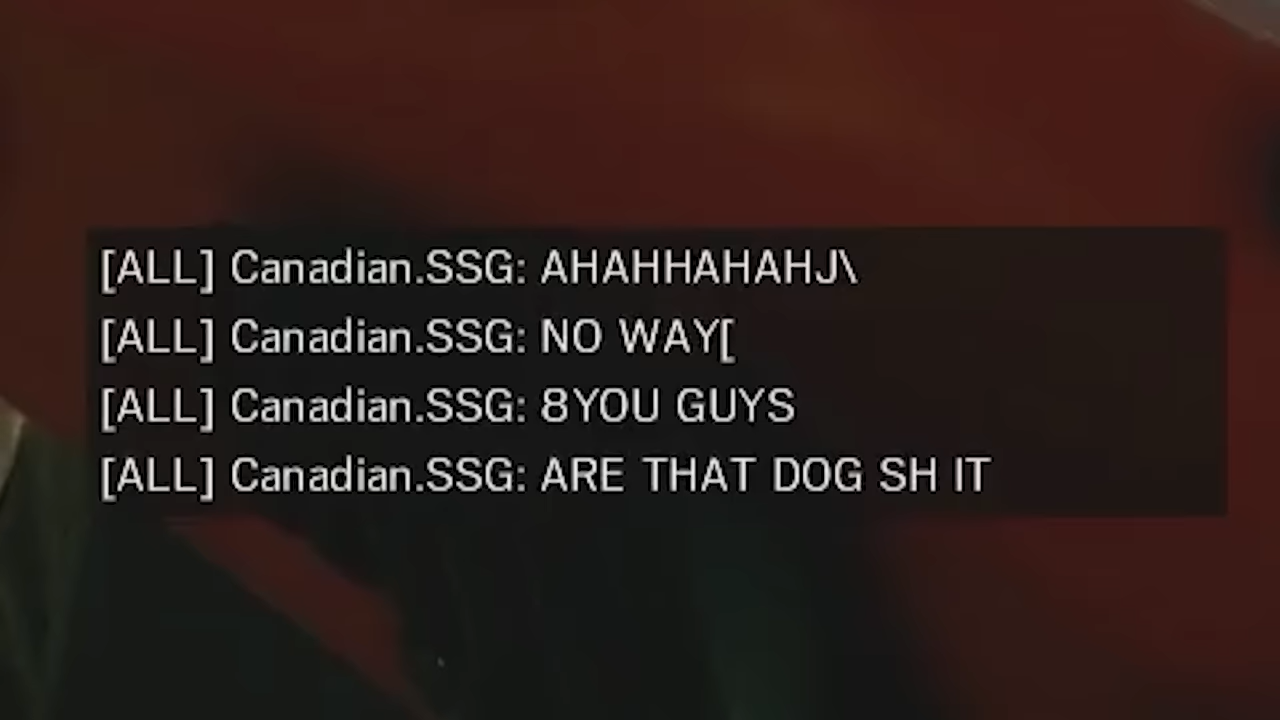 [ALL] Canadian.SSG: AHAHHAHAHJ\
[ALL] Canadian.SSG: NO WAY[
[ALL] Canadian.SSG: 8YOU GUYS
[ALL] Canadian.SSG: ARE THAT DOG SH IT